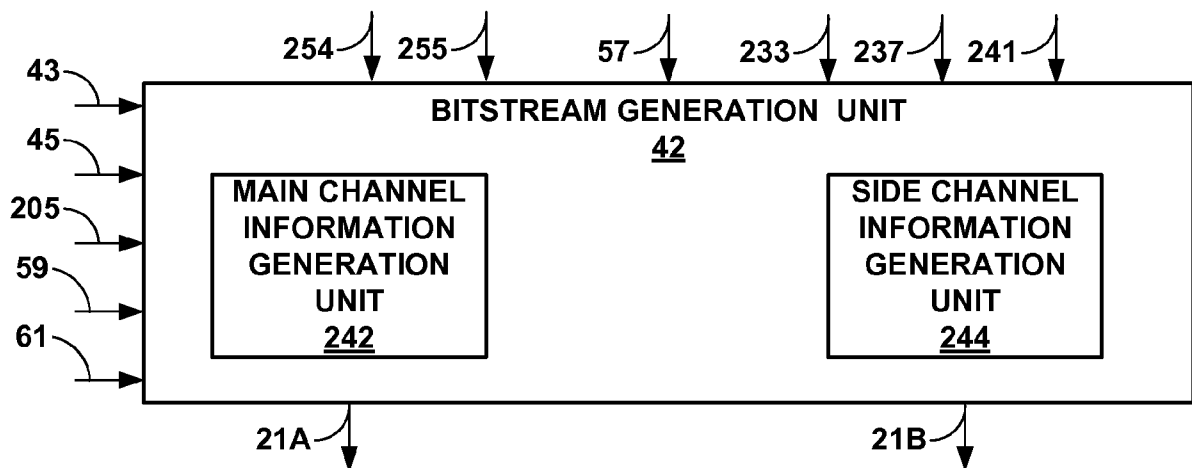 254
255
57
233
237
241
43
45
205
59
61
BITSTREAM GENERATION UNIT
42
MAIN CHANNEL
INFORMATION
GENERATION
UNIT
242
SIDE CHANNEL
INFORMATION
GENERATION
UNIT
244
21A
21B